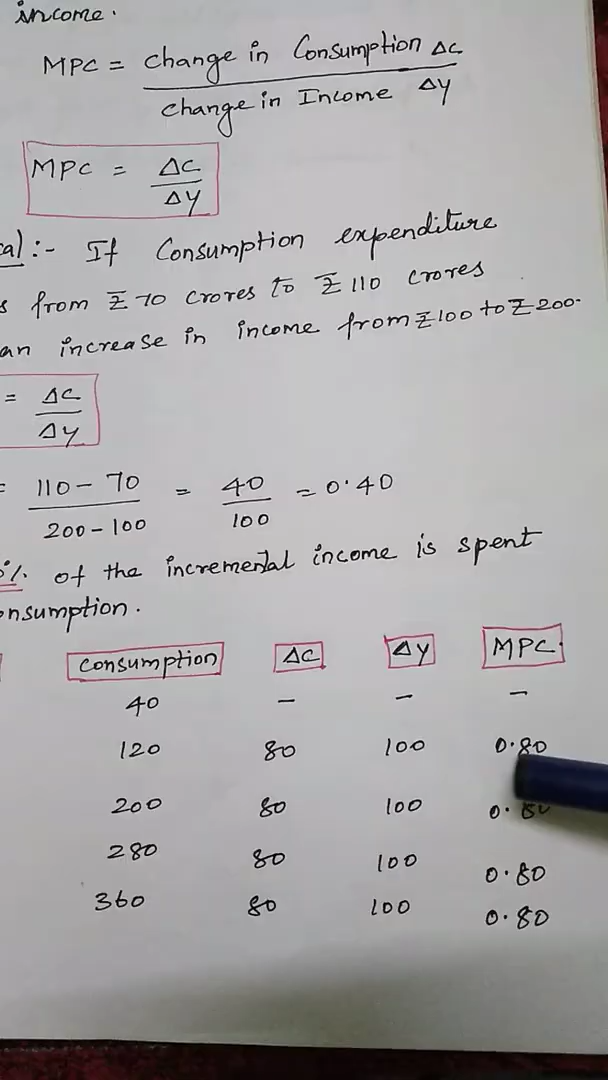 income.
MPC = change in Consumption ΔC
change in Income ΔY
MPC = ΔC
ΔY
al :- If Consumption expenditure
s from ₹70 crores to ₹110 crores
an increase in income from ₹100 to ₹200.
= ΔC
ΔY
= 110 - 70 = 40 = 0.40
200 - 100 100
% of the incremental income is spent
onsumption.
Consumption ΔC ΔY MPC.
40 - - -
120 80 100 0.80
200 80 100 0.80
280 80 100 0.80
360 80 100 0.80